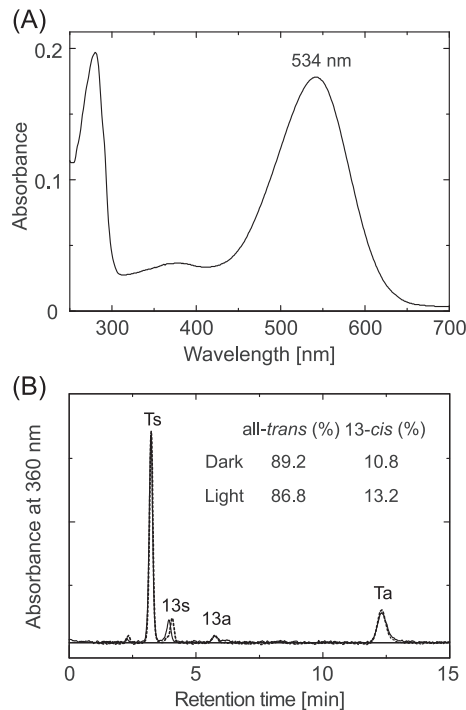 (A)
0.2
534 nm
Absorbance
0.1
0
300 400 500 600 700
Wavelength [nm]
(B)
Ts
all-trans (%) 13-cis (%)
Dark 89.2 10.8
Light 86.8 13.2
Absorbance at 360 nm
13s
13a
Ta
0 5 10 15
Retention time [min]